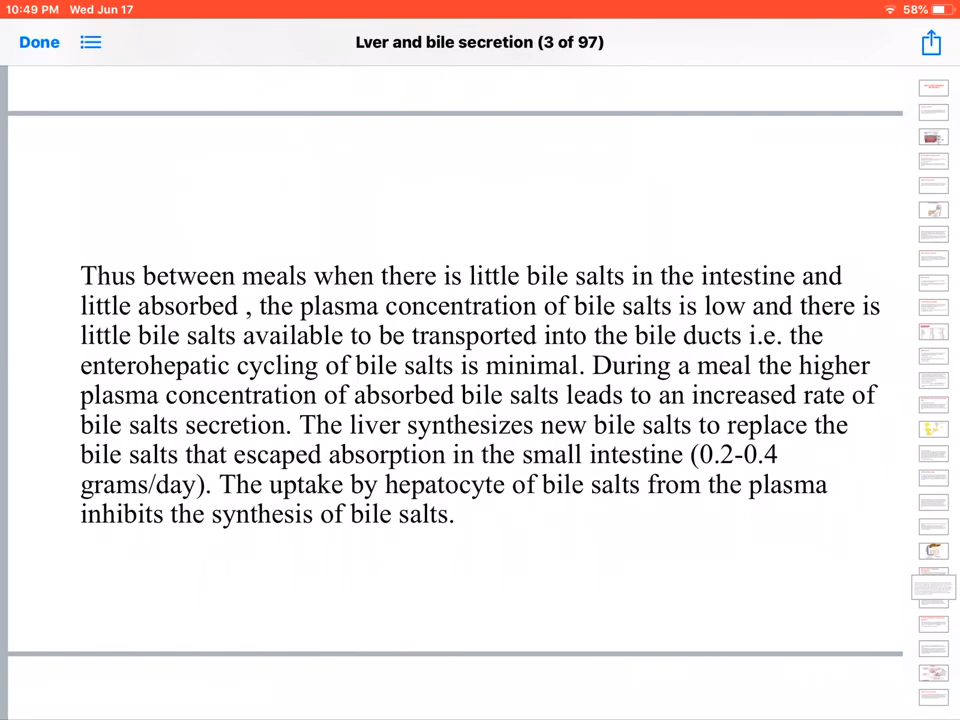 10:49 PM Wed Jun 17 58%
Done Lver and bile secretion (3 of 97)
Thus between meals when there is little bile salts in the intestine and
little absorbed , the plasma concentration of bile salts is low and there is
little bile salts available to be transported into the bile ducts i.e. the
enterohepatic cycling of bile salts is minimal. During a meal the higher
plasma concentration of absorbed bile salts leads to an increased rate of
bile salts secretion. The liver synthesizes new bile salts to replace the
bile salts that escaped absorption in the small intestine (0.2-0.4
grams/day). The uptake by hepatocyte of bile salts from the plasma
inhibits the synthesis of bile salts.